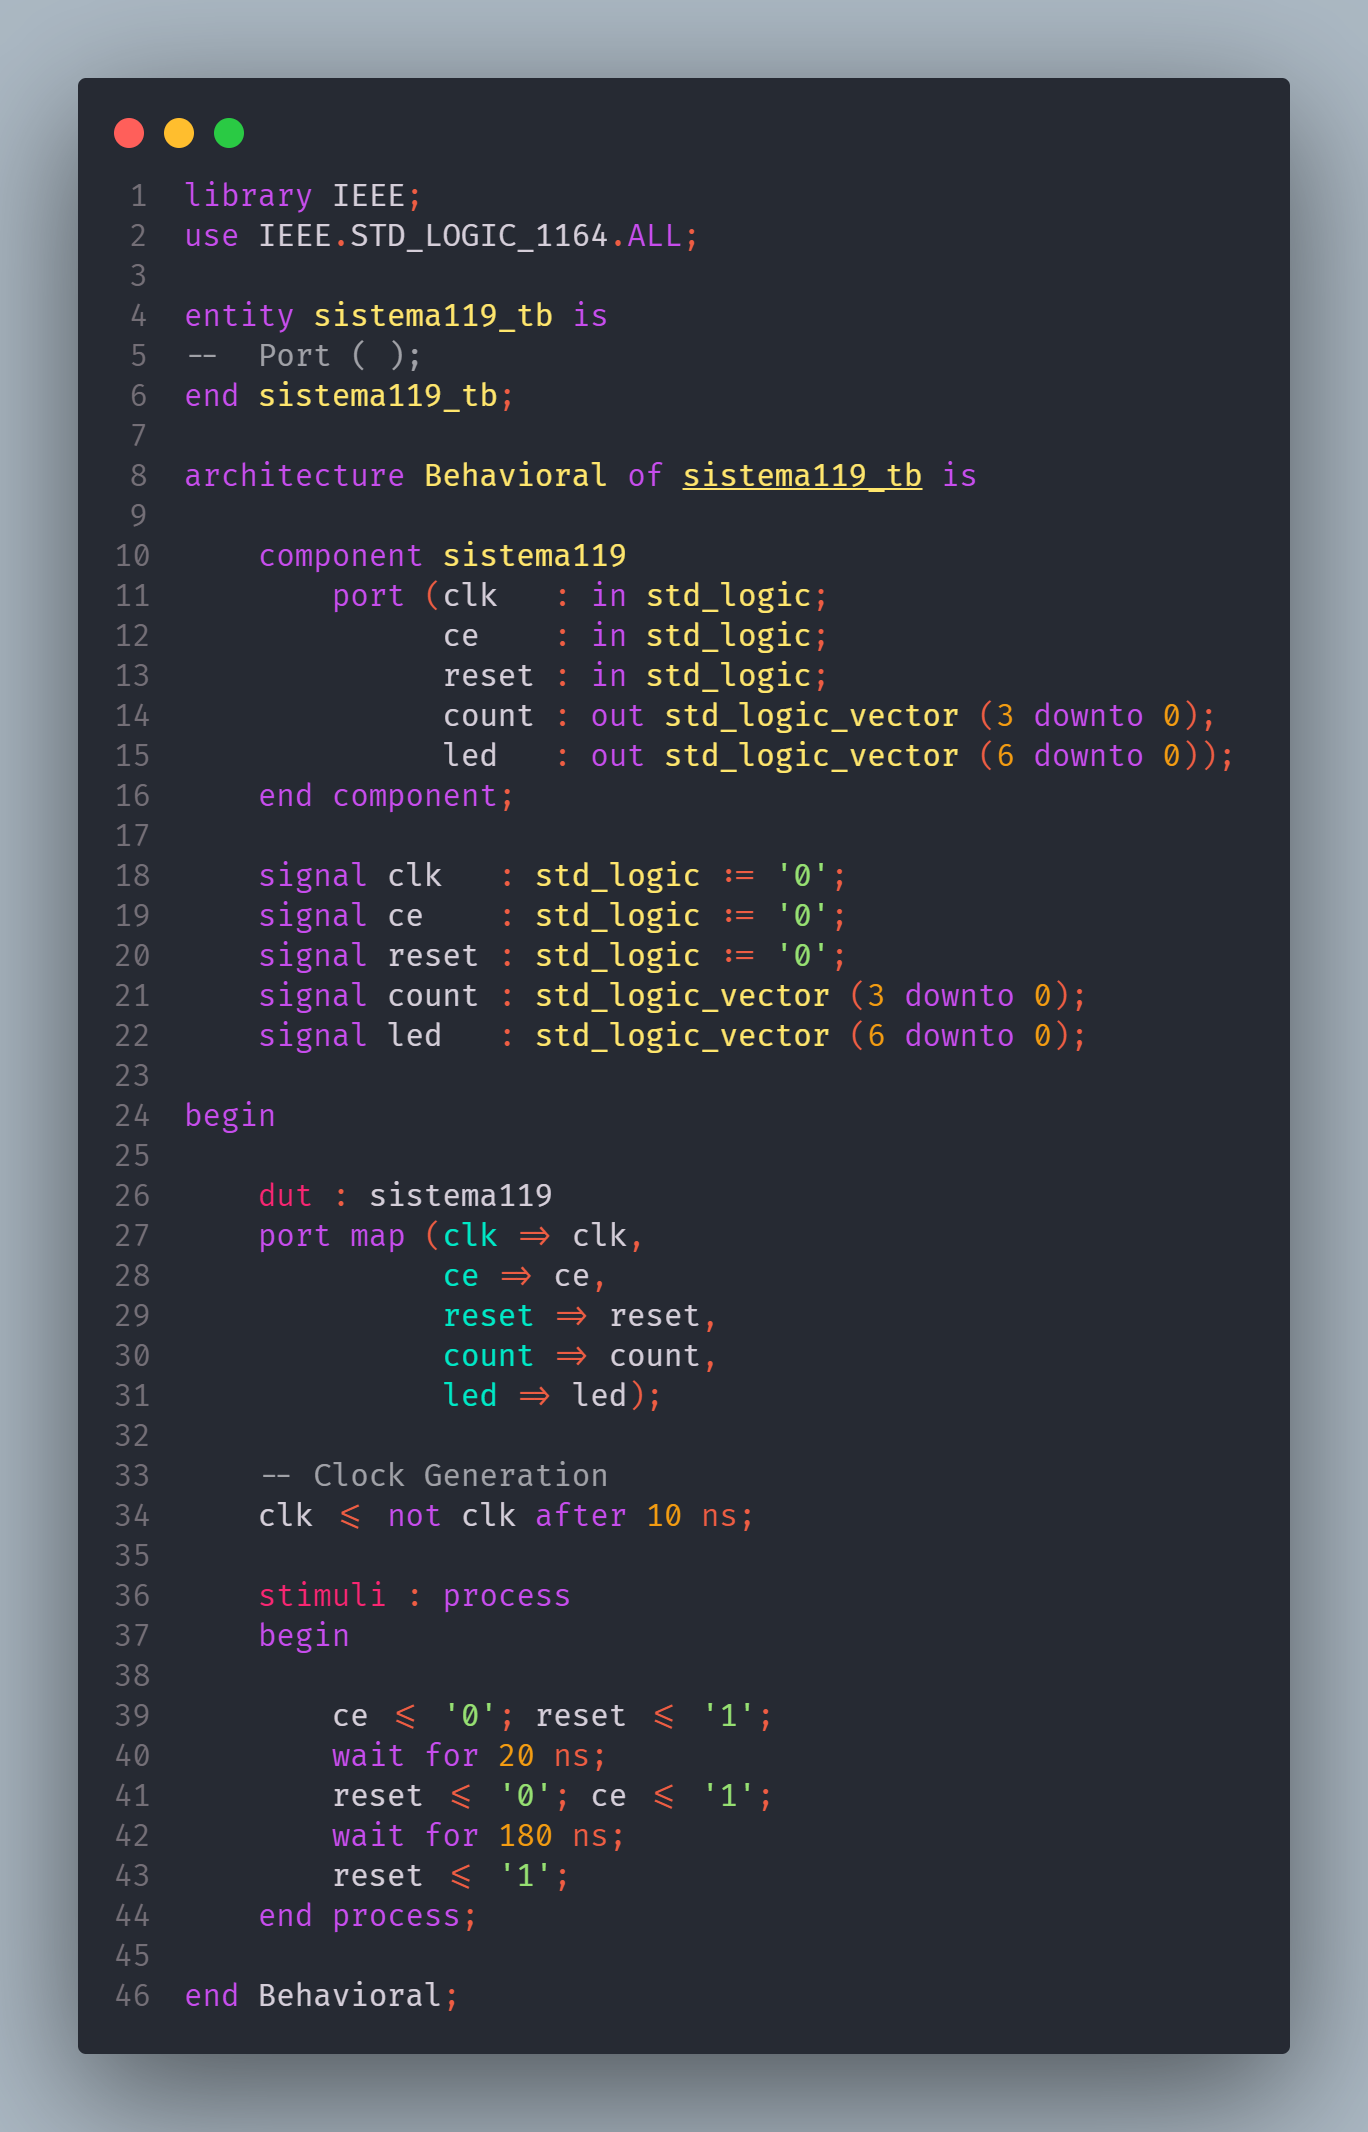 1 library IEEE;
2 use IEEE.STD_LOGIC_1164.ALL;
3
4 entity sistema119_tb is
5 --  Port ( );
6 end sistema119_tb;
7
8 architecture Behavioral of sistema119_tb is
9
10     component sistema119
11         port (clk   : in std_logic;
12               ce    : in std_logic;
13               reset : in std_logic;
14               count : out std_logic_vector (3 downto 0);
15               led   : out std_logic_vector (6 downto 0));
16     end component;
17
18     signal clk   : std_logic := '0';
19     signal ce    : std_logic := '0';
20     signal reset : std_logic := '0';
21     signal count : std_logic_vector (3 downto 0);
22     signal led   : std_logic_vector (6 downto 0);
23
24 begin
25
26     dut : sistema119
27     port map (clk => clk,
28               ce => ce,
29               reset => reset,
30               count => count,
31               led => led);
32
33     -- Clock Generation
34     clk <= not clk after 10 ns;
35
36     stimuli : process
37     begin
38
39         ce <= '0'; reset <= '1';
40         wait for 20 ns;
41         reset <= '0'; ce <= '1';
42         wait for 180 ns;
43         reset <= '1';
44     end process;
45
46 end Behavioral;